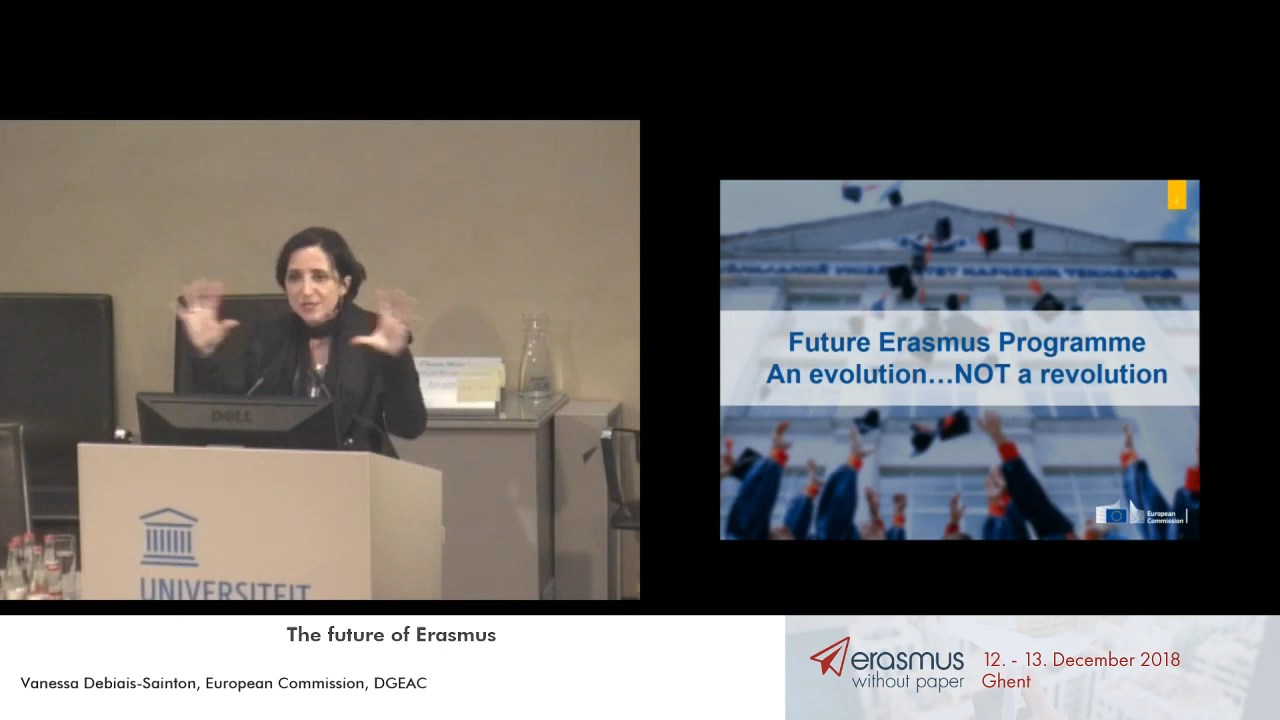 DELL
UNIVERSITEIT
2
Future Erasmus Programme
An evolution...NOT a revolution
European
Commission
The future of Erasmus
Vanessa Debiais-Sainton, European Commission, DGEAC
erasmus
without paper
12. - 13. December 2018
Ghent